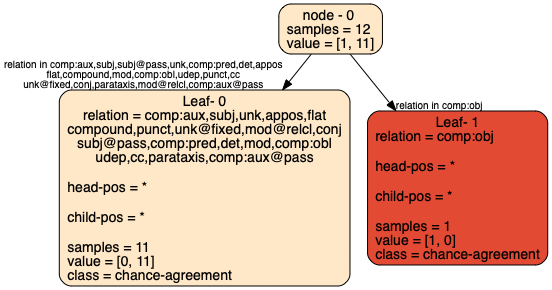 node - 0
samples = 12
value = [1, 11]
relation in comp:aux,subj,subj@pass,unk,comp:pred,det,appos
flat,compound,mod,comp:obl,udep,punct,cc
unk@fixed,conj,parataxis,mod@relcl,comp:aux@pass
relation in comp:obj
Leaf- 0
relation = comp:aux,subj,unk,appos,flat
compound,punct,unk@fixed,mod@relcl,conj
subj@pass,comp:pred,det,mod,comp:obl
udep,cc,parataxis,comp:aux@pass
head-pos = *
child-pos = *
samples = 11
value = [0, 11]
class = chance-agreement
Leaf- 1
relation = comp:obj
head-pos = *
child-pos = *
samples = 1
value = [1, 0]
class = chance-agreement